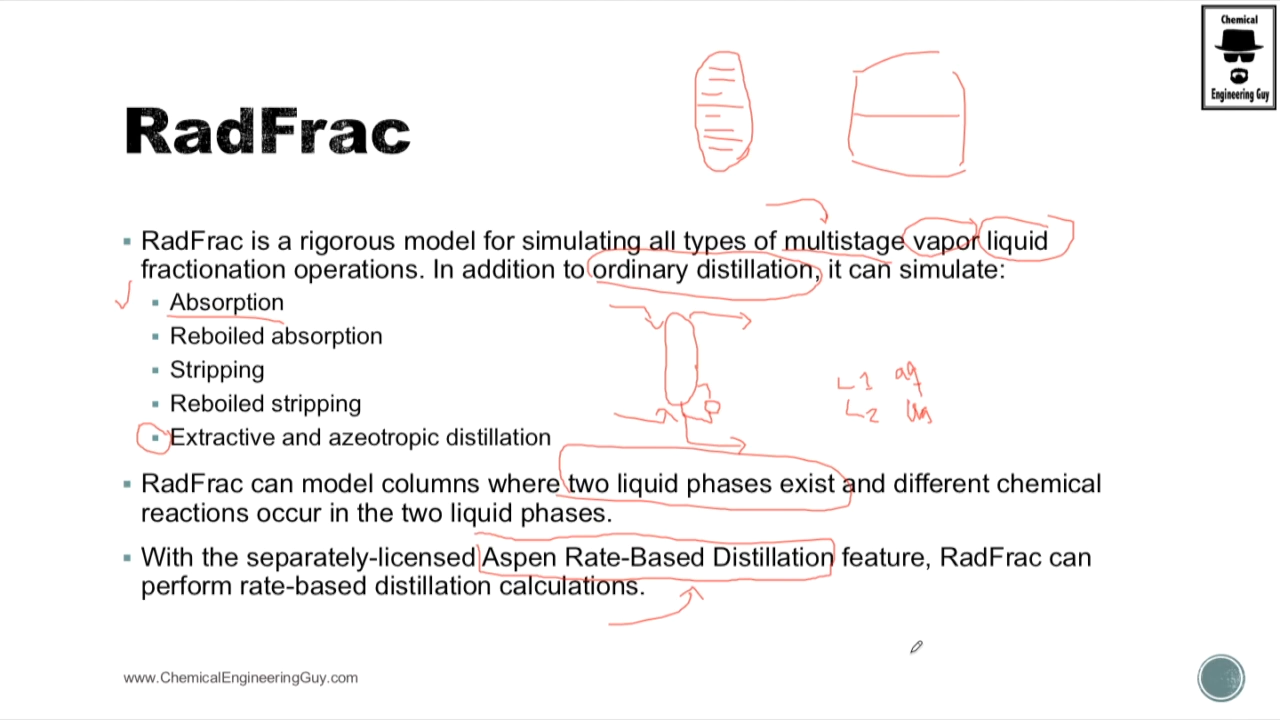 Chemical
Engineering Guy
RadFrac
RadFrac is a rigorous model for simulating all types of multistage vapor liquid
fractionation operations. In addition to ordinary distillation, it can simulate:
Absorption
Reboiled absorption
Stripping
Reboiled stripping
Extractive and azeotropic distillation
L1 aq
L2
RadFrac can model columns where two liquid phases exist and different chemical
reactions occur in the two liquid phases.
With the separately-licensed Aspen Rate-Based Distillation feature, RadFrac can
perform rate-based distillation calculations.
www.ChemicalEngineeringGuy.com